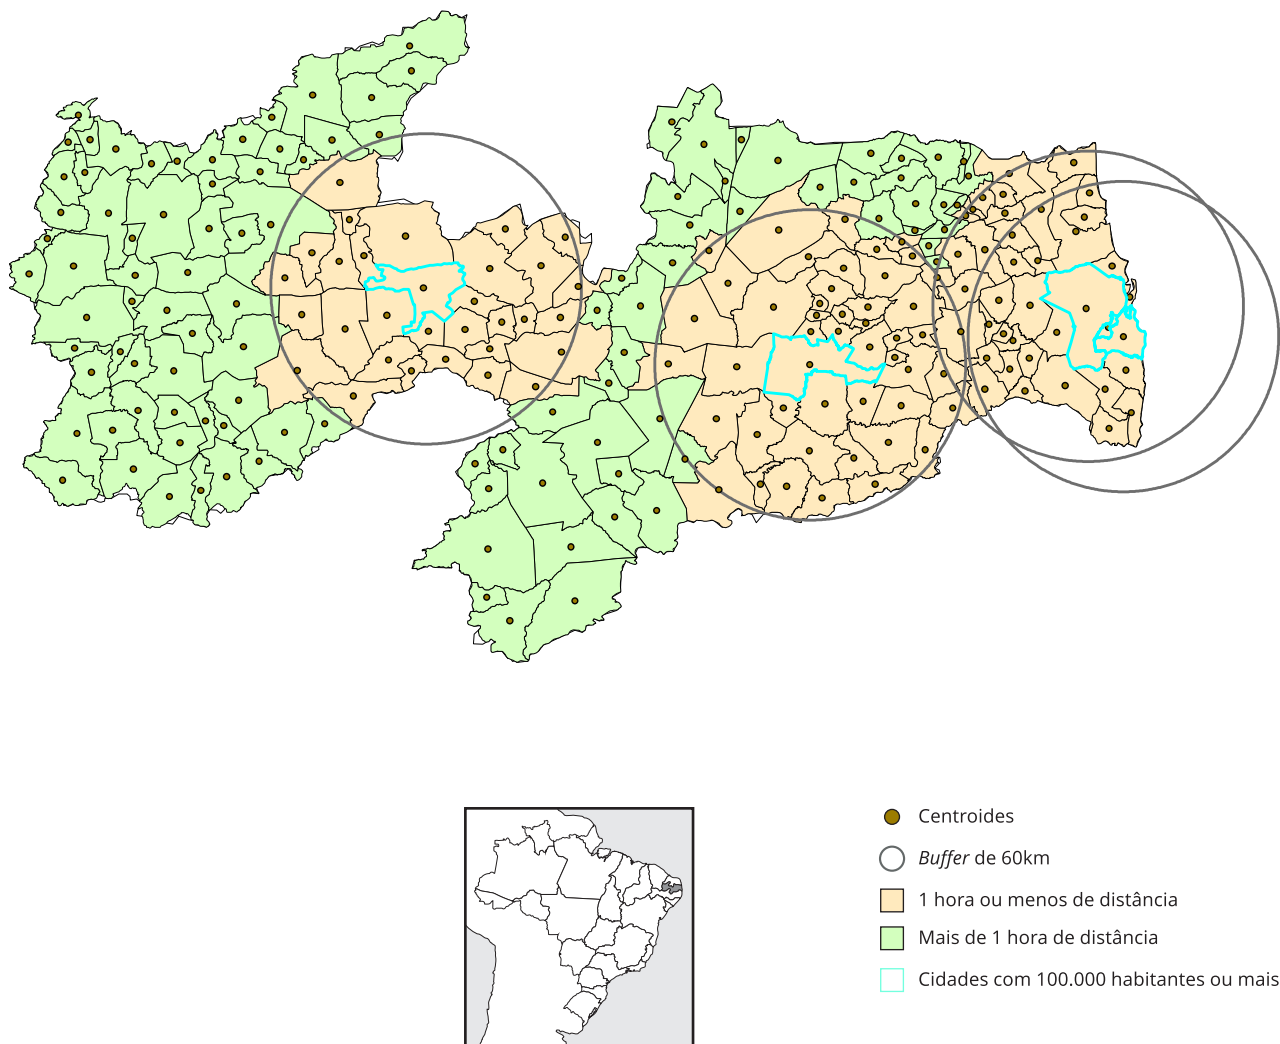 Centroides
Buffer de 60km
1 hora ou menos de distância
Mais de 1 hora de distância
Cidades com 100.000 habitantes ou mais